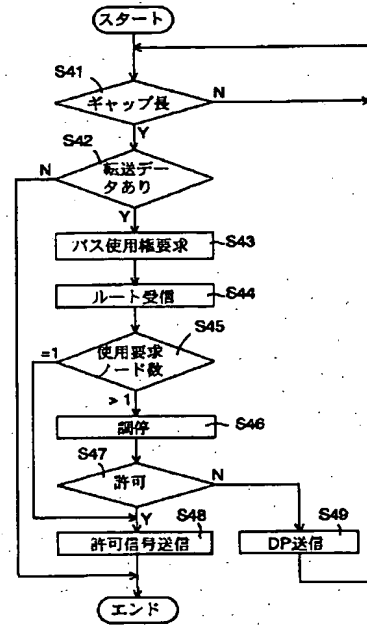 スタート
S41
ギャップ長
N
Y
S42
転送デー
タあり
N
Y
バス使用権要求
S43
ルート受信
S44
S45
使用要求
ノード数
=1
>1
調停
S46
S47
許可
N
Y
S48
許可信号送信
S49
DP送信
エンド